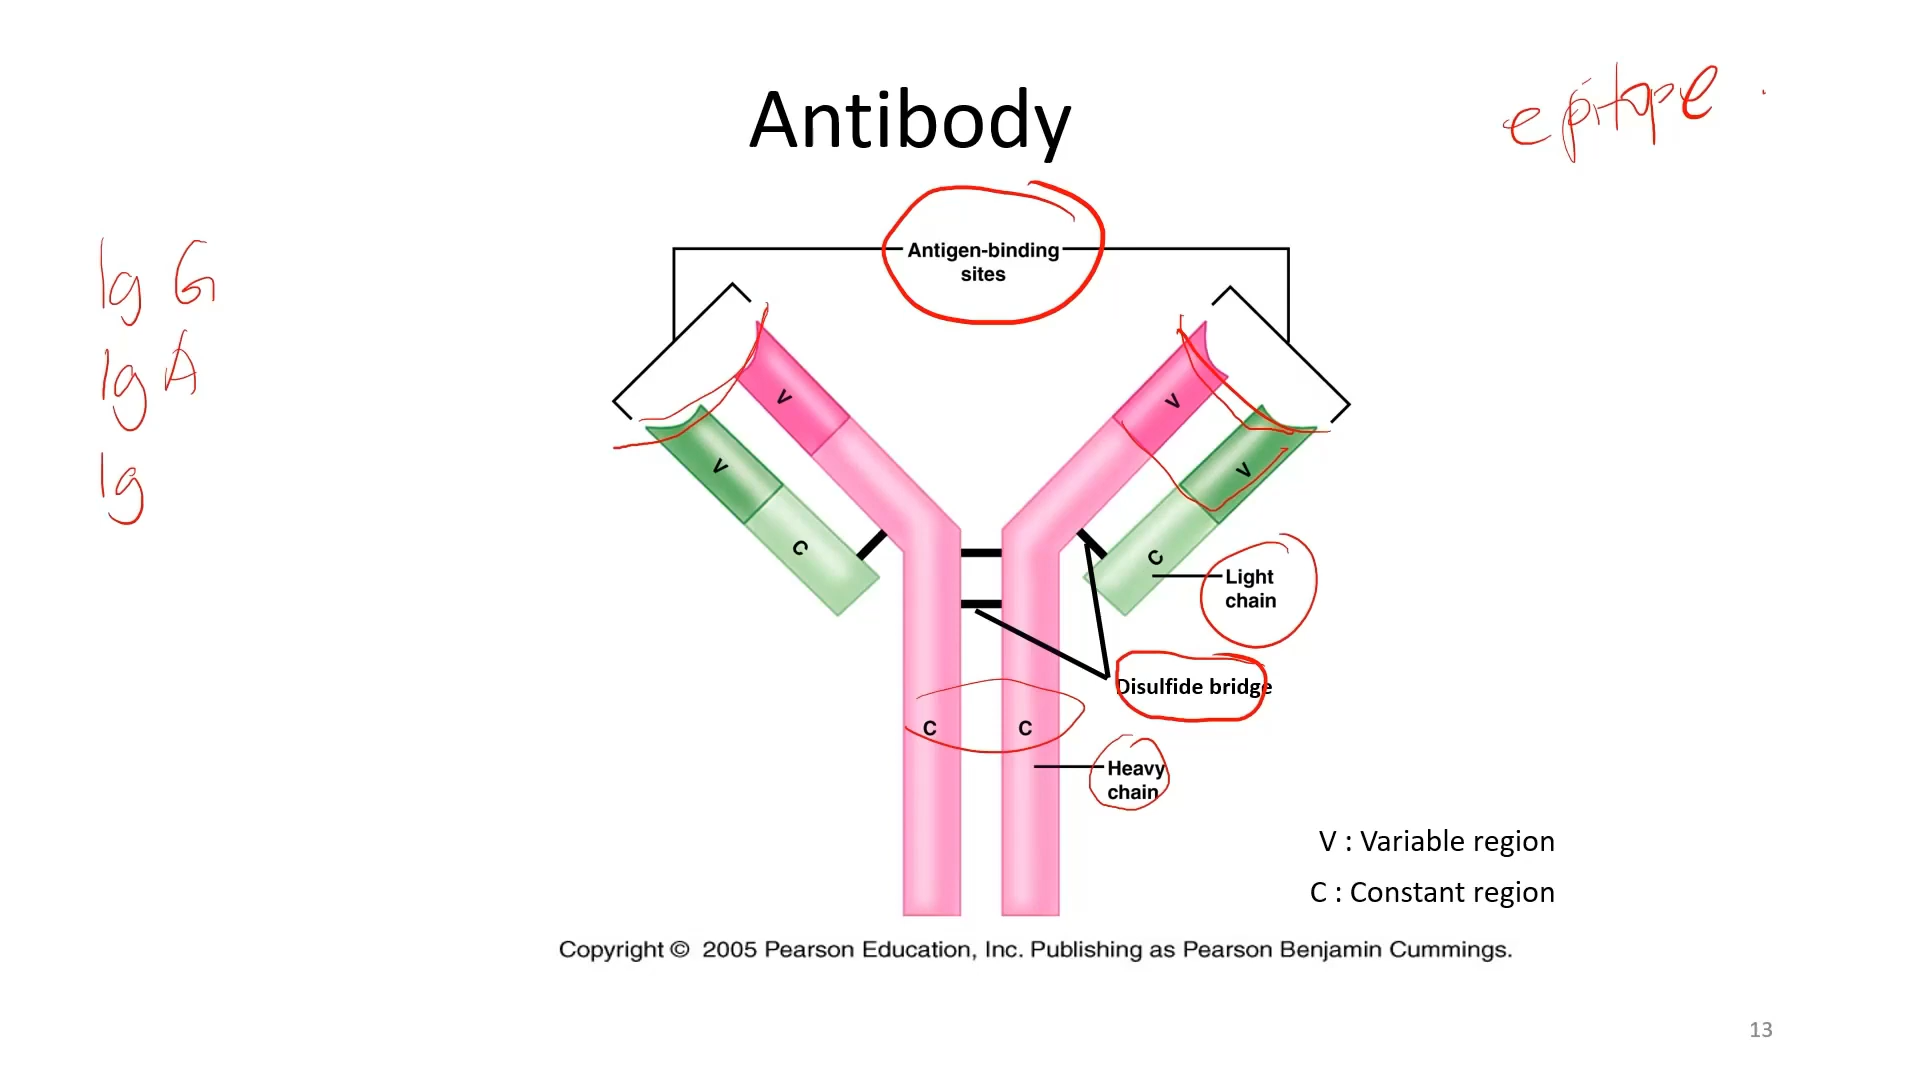 epitope
Antibody
Antigen-binding
sites
Ig G
Ig A
Ig
V
V
V
V
C
C
Light
chain
Disulfide bridge
C
C
Heavy
chain
V : Variable region
C : Constant region
Copyright © 2005 Pearson Education, Inc. Publishing as Pearson Benjamin Cummings.
13